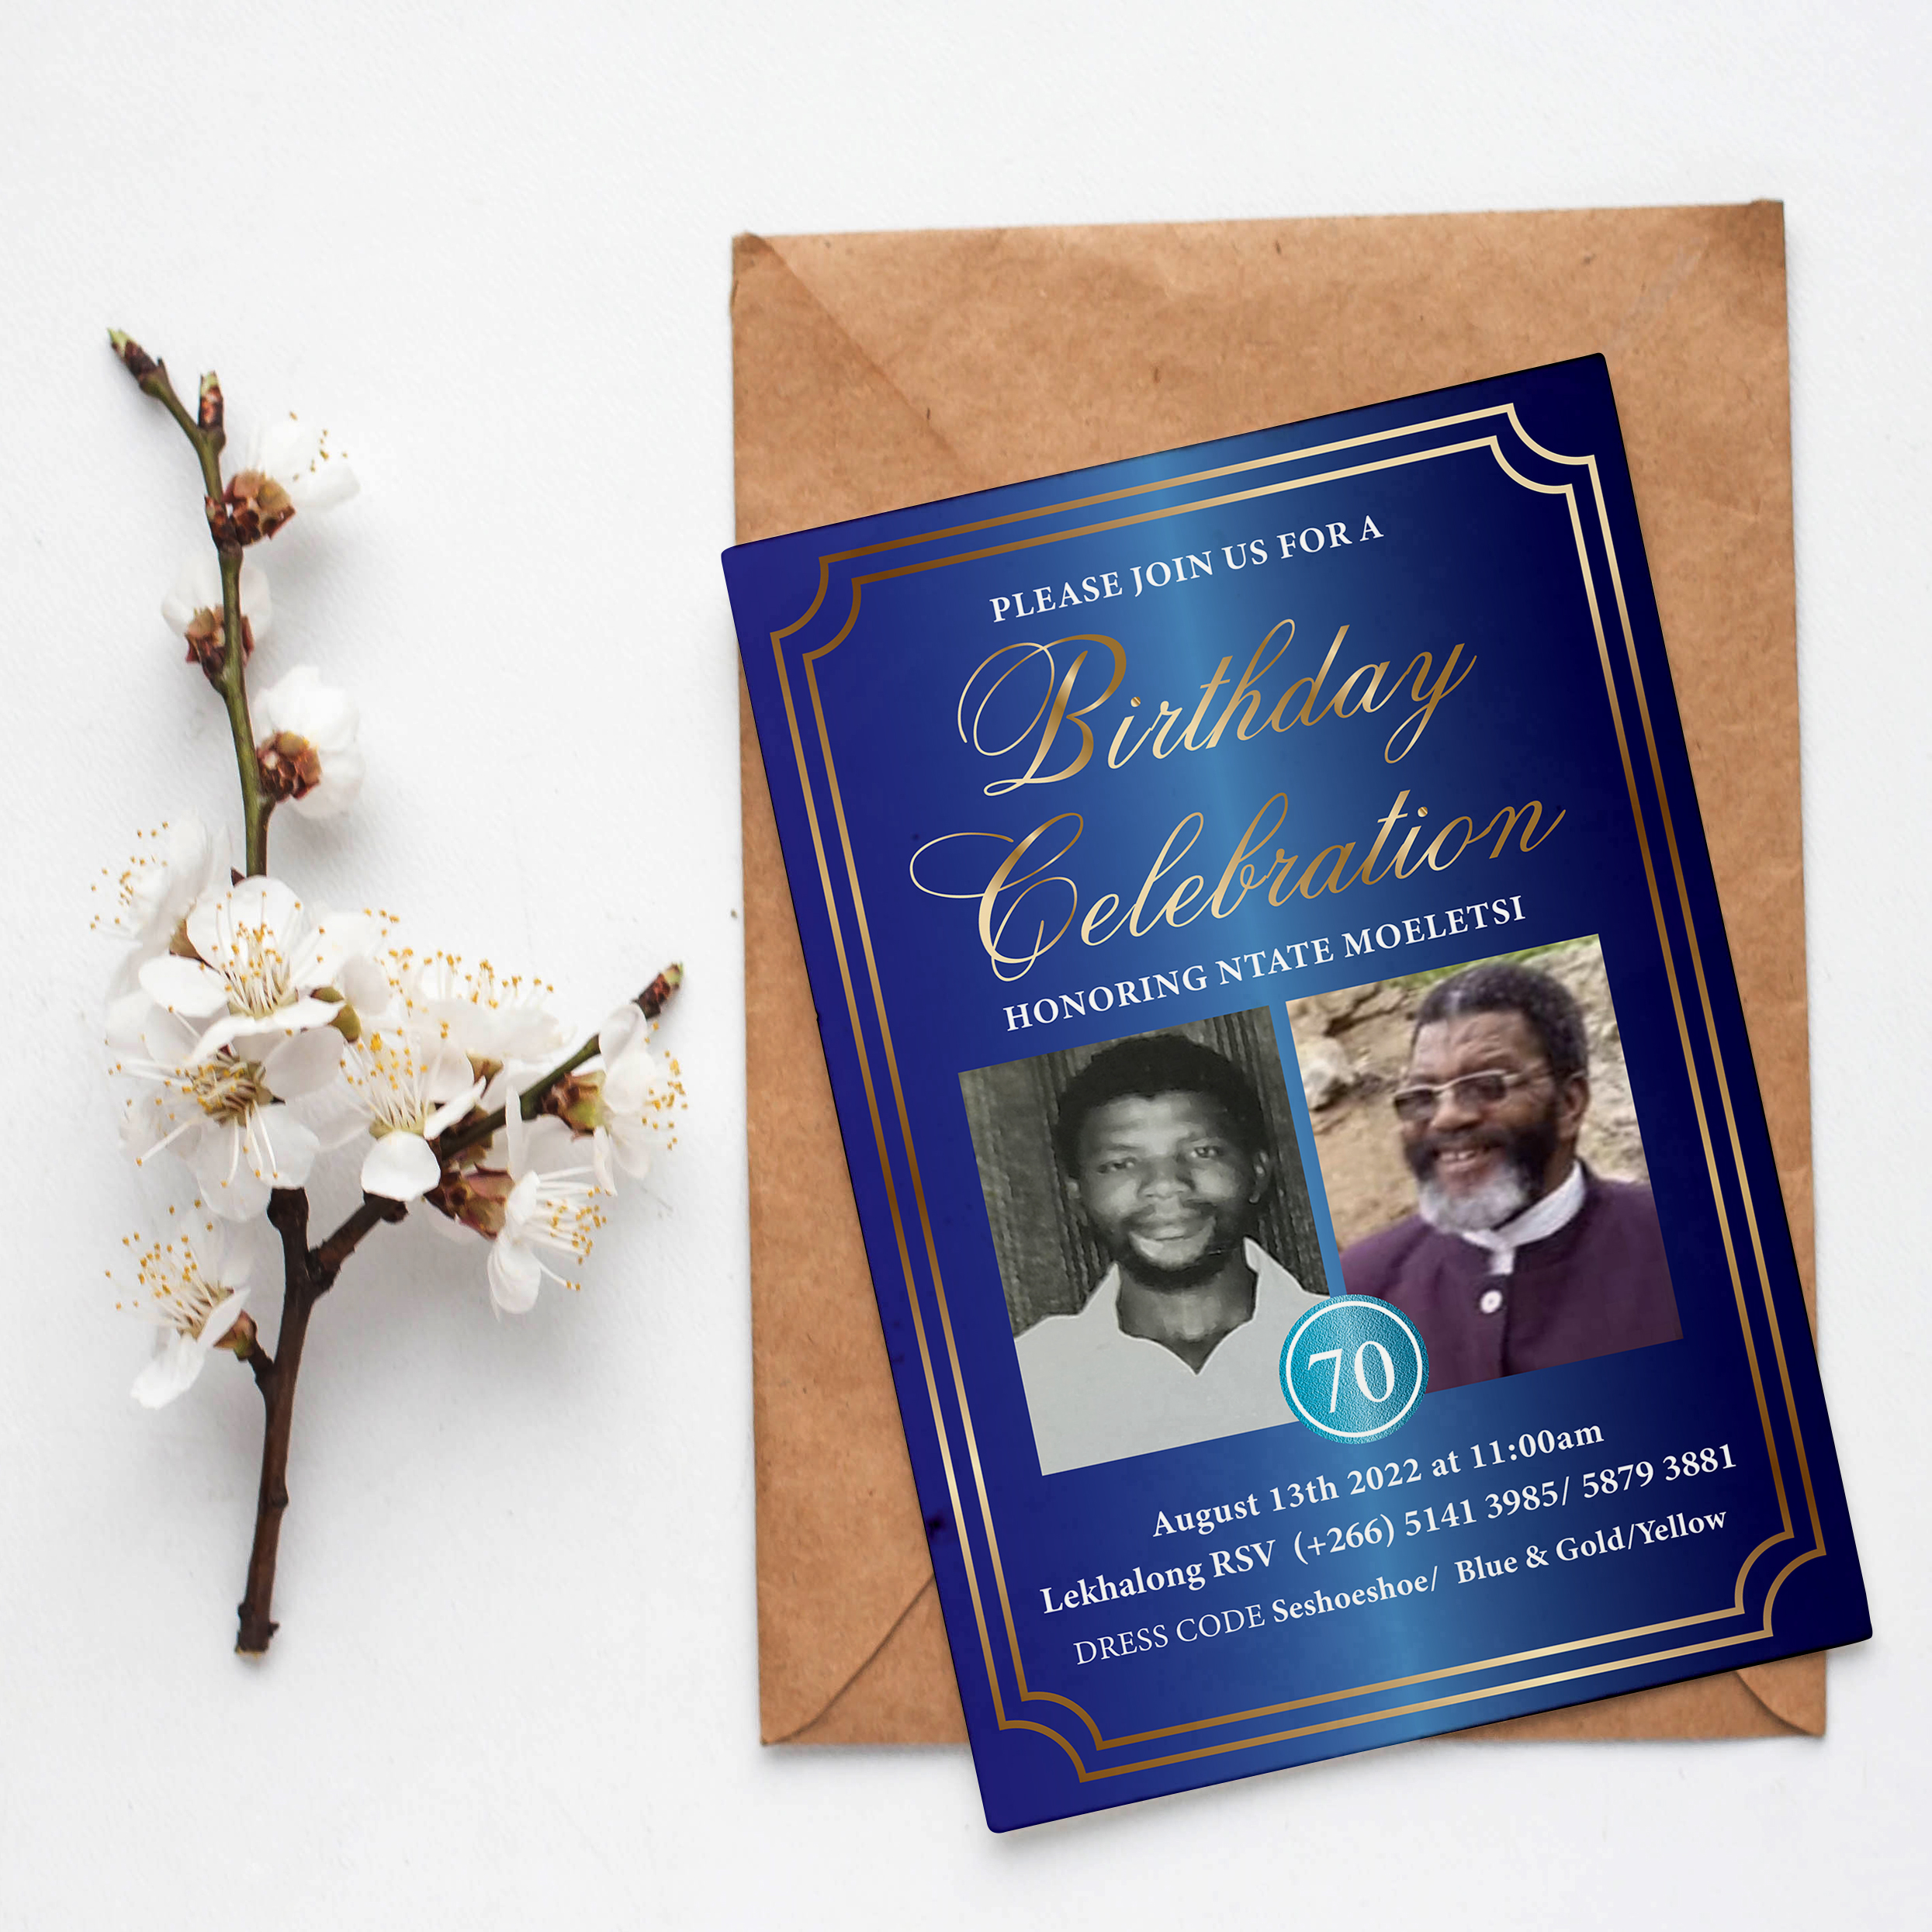 PLEASE JOIN US FOR A
Birthday
Celebration
HONORING NTATE MOELETSI
70
August 13th 2022 at 11:00am
Lekhalong RSV (+266) 5141 3985/ 5879 3881
DRESS CODE Seshoeshoe/ Blue & Gold/Yellow